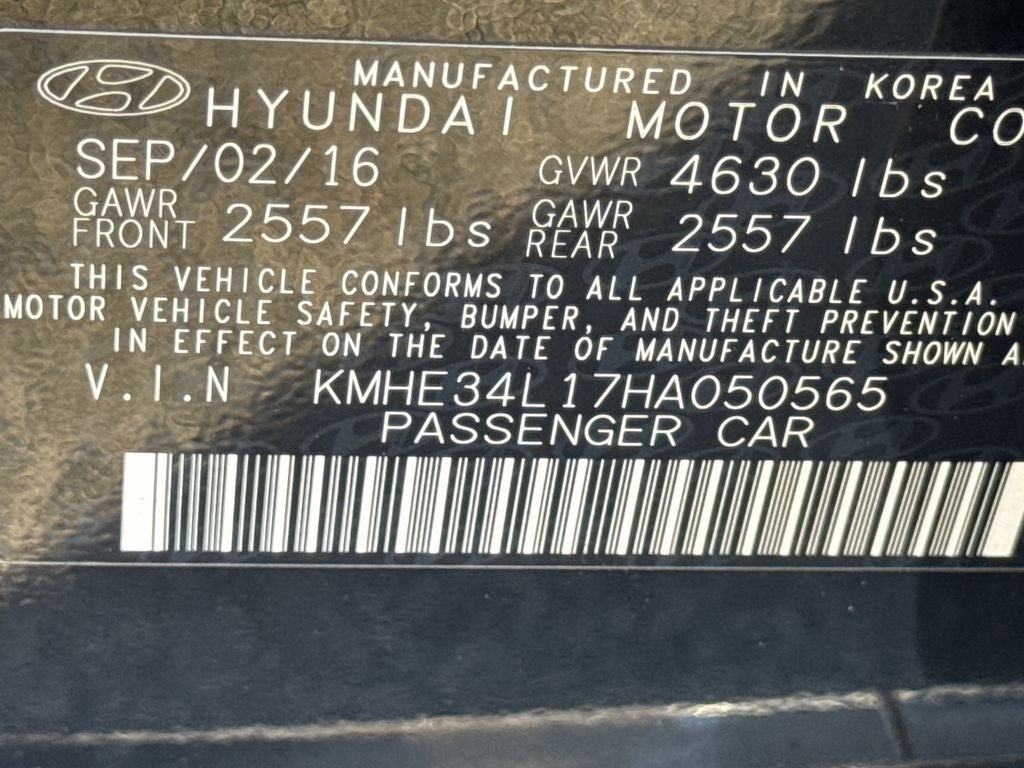 MANUFACTURED IN KOREA
HYUNDAI MOTOR CO
SEP/02/16 GVWR 4630 lbs
GAWR FRONT 2557 lbs GAWR REAR 2557 lbs
THIS VEHICLE CONFORMS TO ALL APPLICABLE U.S.A.
MOTOR VEHICLE SAFETY, BUMPER, AND THEFT PREVENTION
IN EFFECT ON THE DATE OF MANUFACTURE SHOWN
V.I.N KMHE34L17HA050565
PASSENGER CAR